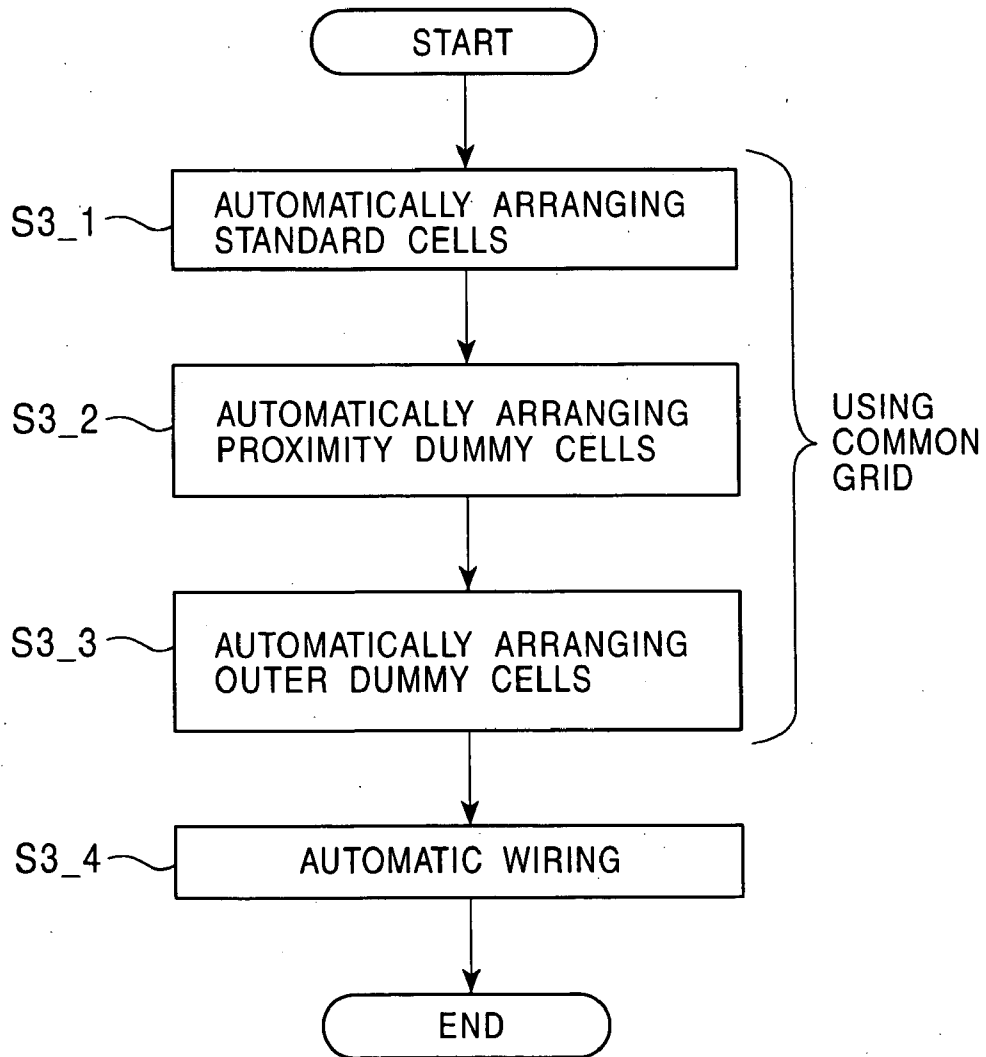 START
S3_1
AUTOMATICALLY ARRANGING
STANDARD CELLS
S3_2
AUTOMATICALLY ARRANGING
PROXIMITY DUMMY CELLS
USING
COMMON
GRID
S3_3
AUTOMATICALLY ARRANGING
OUTER DUMMY CELLS
S3_4
AUTOMATIC WIRING
END